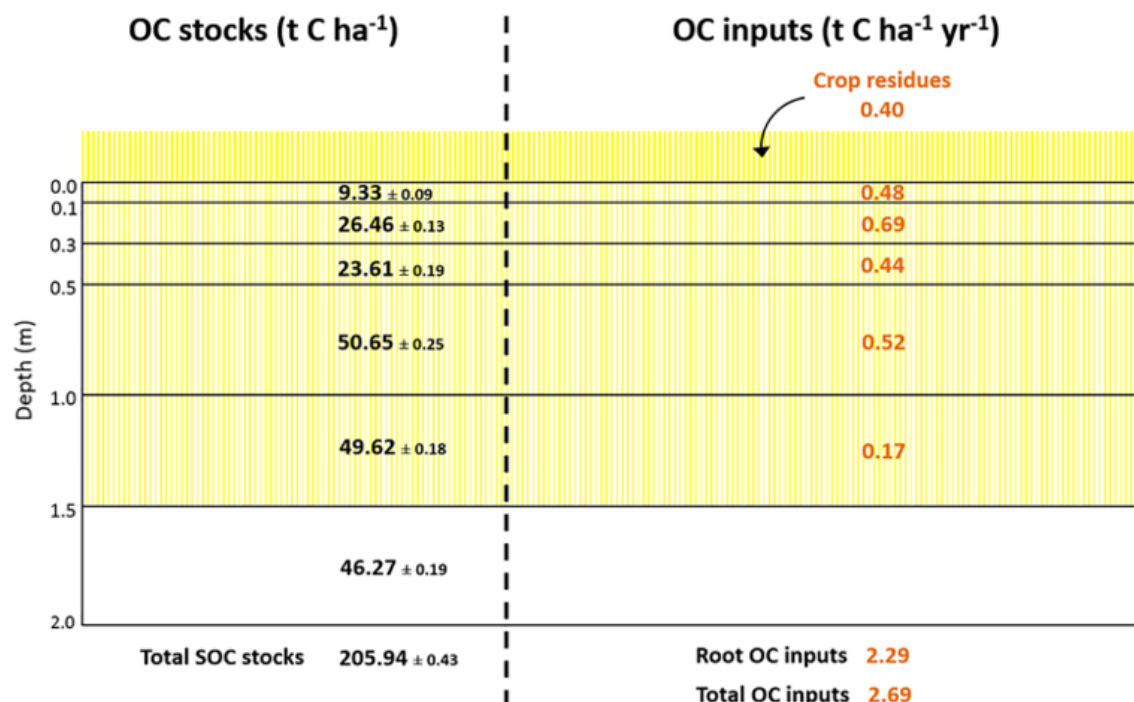 OC stocks (t C ha⁻¹)
OC inputs (t C ha⁻¹ yr⁻¹)
Crop residues
0.40
0.0
9.33 ± 0.09
0.48
0.1
26.46 ± 0.13
0.69
0.3
23.61 ± 0.19
0.44
0.5
50.65 ± 0.25
0.52
Depth (m)
1.0
49.62 ± 0.18
0.17
1.5
46.27 ± 0.19
2.0
Total SOC stocks 205.94 ± 0.43
Root OC inputs 2.29
Total OC inputs 2.69